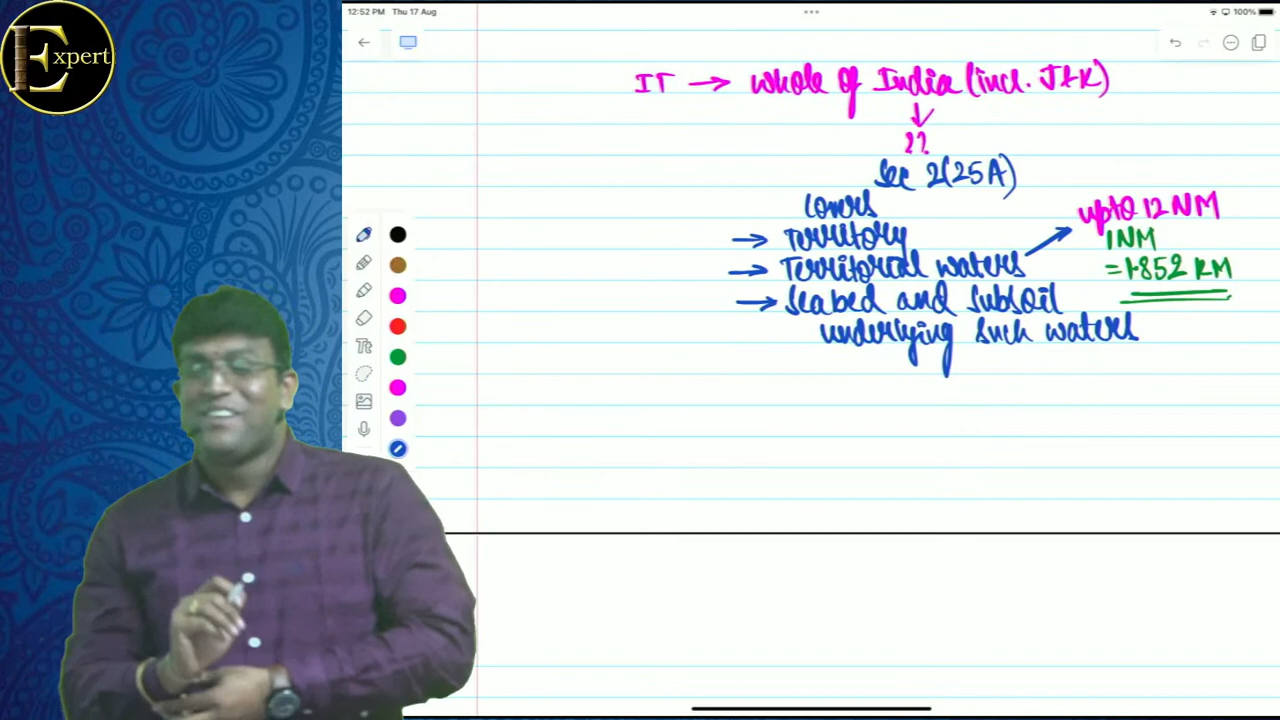 Expert
12:52 PM Thu 17 Aug
100%
IT → Whole of India (incl. J&K)
↓
??
Sec 2(25A)
Covers
→ Territory
→ Territorial waters
→ Seabed and Subsoil
underlying such waters
upto 12 NM
1NM
= 1.852 KM
Tt